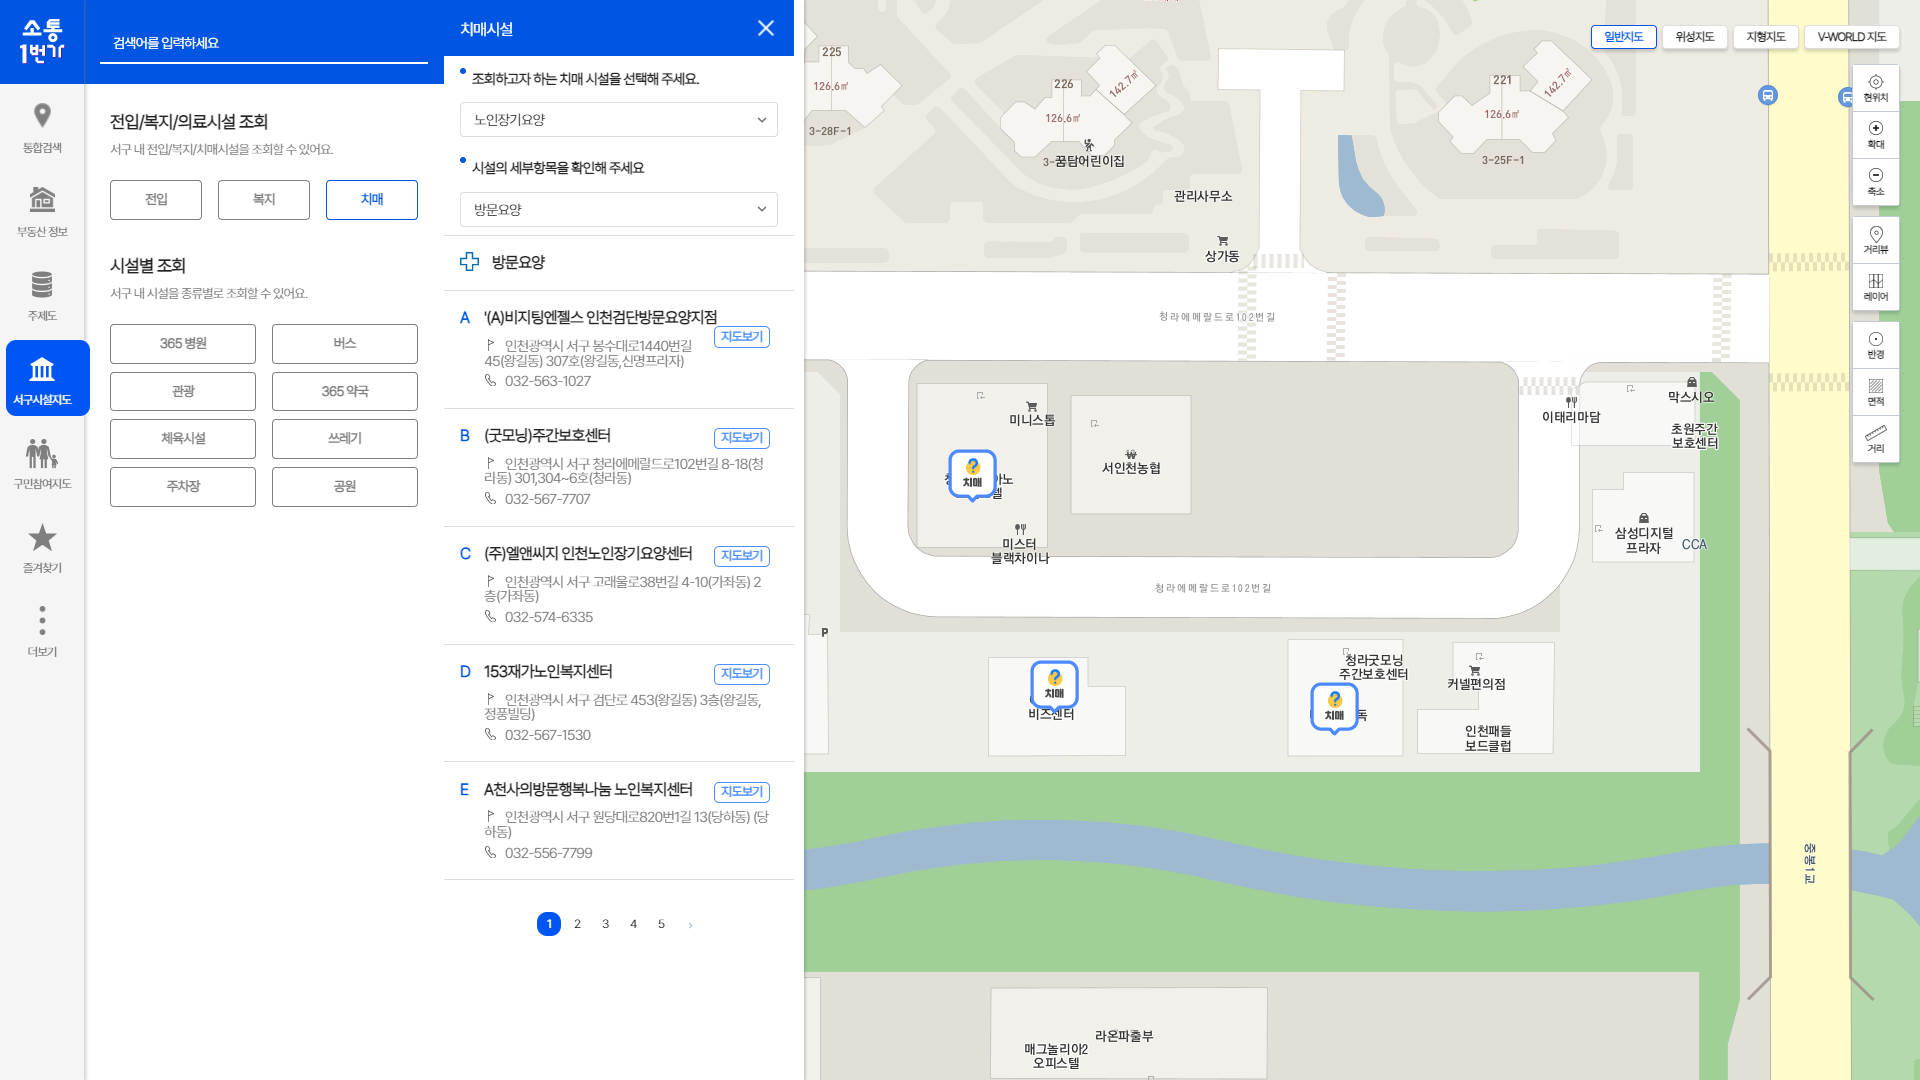 소통
1번가
검색어를 입력하세요
통합검색
부동산 정보
주제도
서구시설지도
구민참여지도
즐겨찾기
더보기
전입/복지/의료시설 조회
서구 내 전입/복지/치매시설을 조회할 수 있어요.
전입
복지
치매
시설별 조회
서구 내 시설을 종류별로 조회할 수 있어요.
365 병원
버스
관광
365 약국
체육시설
쓰레기
주차장
공원
치매시설
조회하고자 하는 치매 시설을 선택해 주세요.
노인장기요양
시설의 세부항목을 확인해 주세요
방문요양
방문요양
A '(A)비지팅엔젤스 인천검단방문요양지점
지도보기
인천광역시 서구 봉수대로1440번길
45(왕길동) 307호(왕길동,신명프라자)
032-563-1027
B (굿모닝)주간보호센터
지도보기
인천광역시 서구 청라에메랄드로102번길 8-18(청
라동) 301,304~6호(청라동)
032-567-7707
C (주)엘앤씨지 인천노인장기요양센터
지도보기
인천광역시 서구 고래울로38번길 4-10(가좌동) 2
층(가좌동)
032-574-6335
D 153재가노인복지센터
지도보기
인천광역시 서구 검단로 453(왕길동) 3층(왕길동,
정풍빌딩)
032-567-1530
E A천사의방문행복나눔 노인복지센터
지도보기
인천광역시 서구 원당대로820번1길 13(당하동) (당
하동)
032-556-7799
1 2 3 4 5 >
일반지도
위성지도
지형지도
V-WORLD 지도
현위치
확대
축소
거리뷰
레이어
반경
면적
거리
225
126.6㎡
3-28F-1
226
142.7㎡
126.6㎡
3-
꿈담어린이집
221
142.7㎡
126.6㎡
3-25F-1
관리사무소
상가동
청라에메랄드로102번길
미니스톱
서인천농협
치매
텔
미스터
블랙차이나
이태리마담
막스시오
초원주간
보호센터
삼성디지털
프라자
CCA
청라에메랄드로102번길
P
치매
비즈센터
청라굿모닝
주간보호센터
치매
독
커넬편의점
인천패들
보드클럽
중봉1교
라온파출부
매그놀리아2
오피스텔